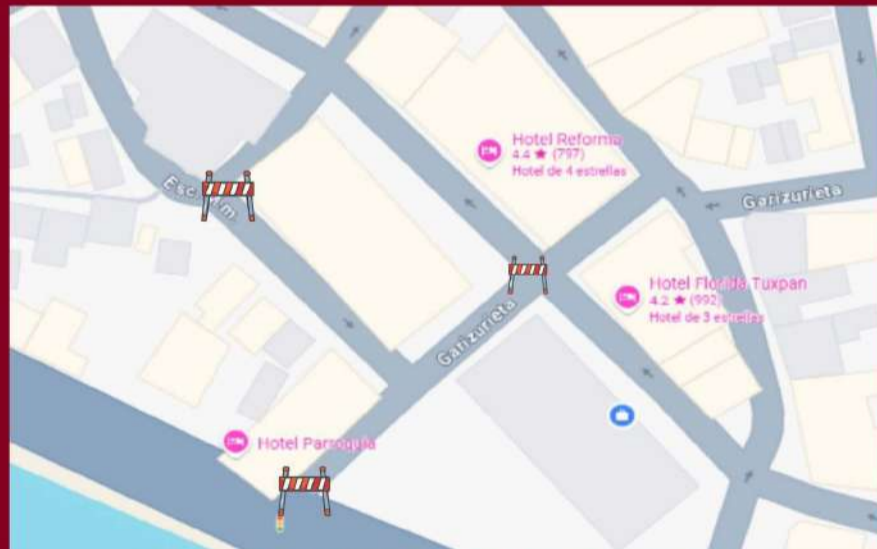 Hotel Reforma
4.4 ★ (797)
Hotel de 4 estrellas
Garizurieta
Hotel Florida Tuxpan
4.2 ★ (992)
Hotel de 3 estrellas
Garizurieta
Hotel Parroquia